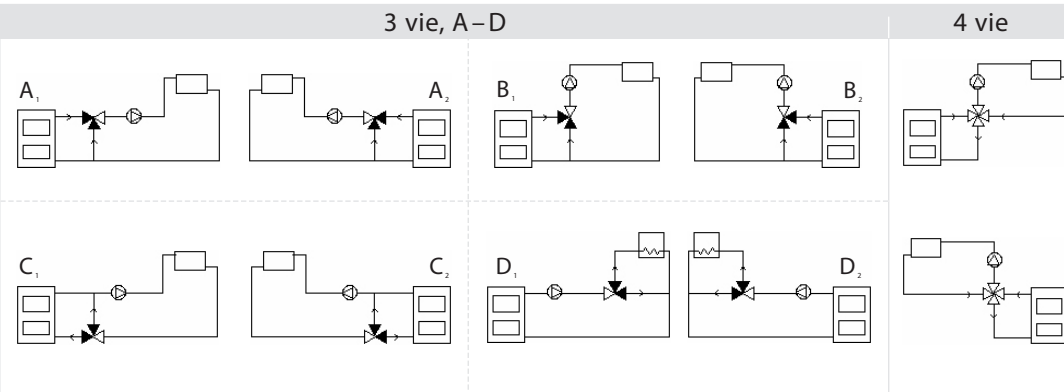 3 vie, A – D 4 vie
A₁ A₂ B₁ B₂
C₁ C₂ D₁ D₂